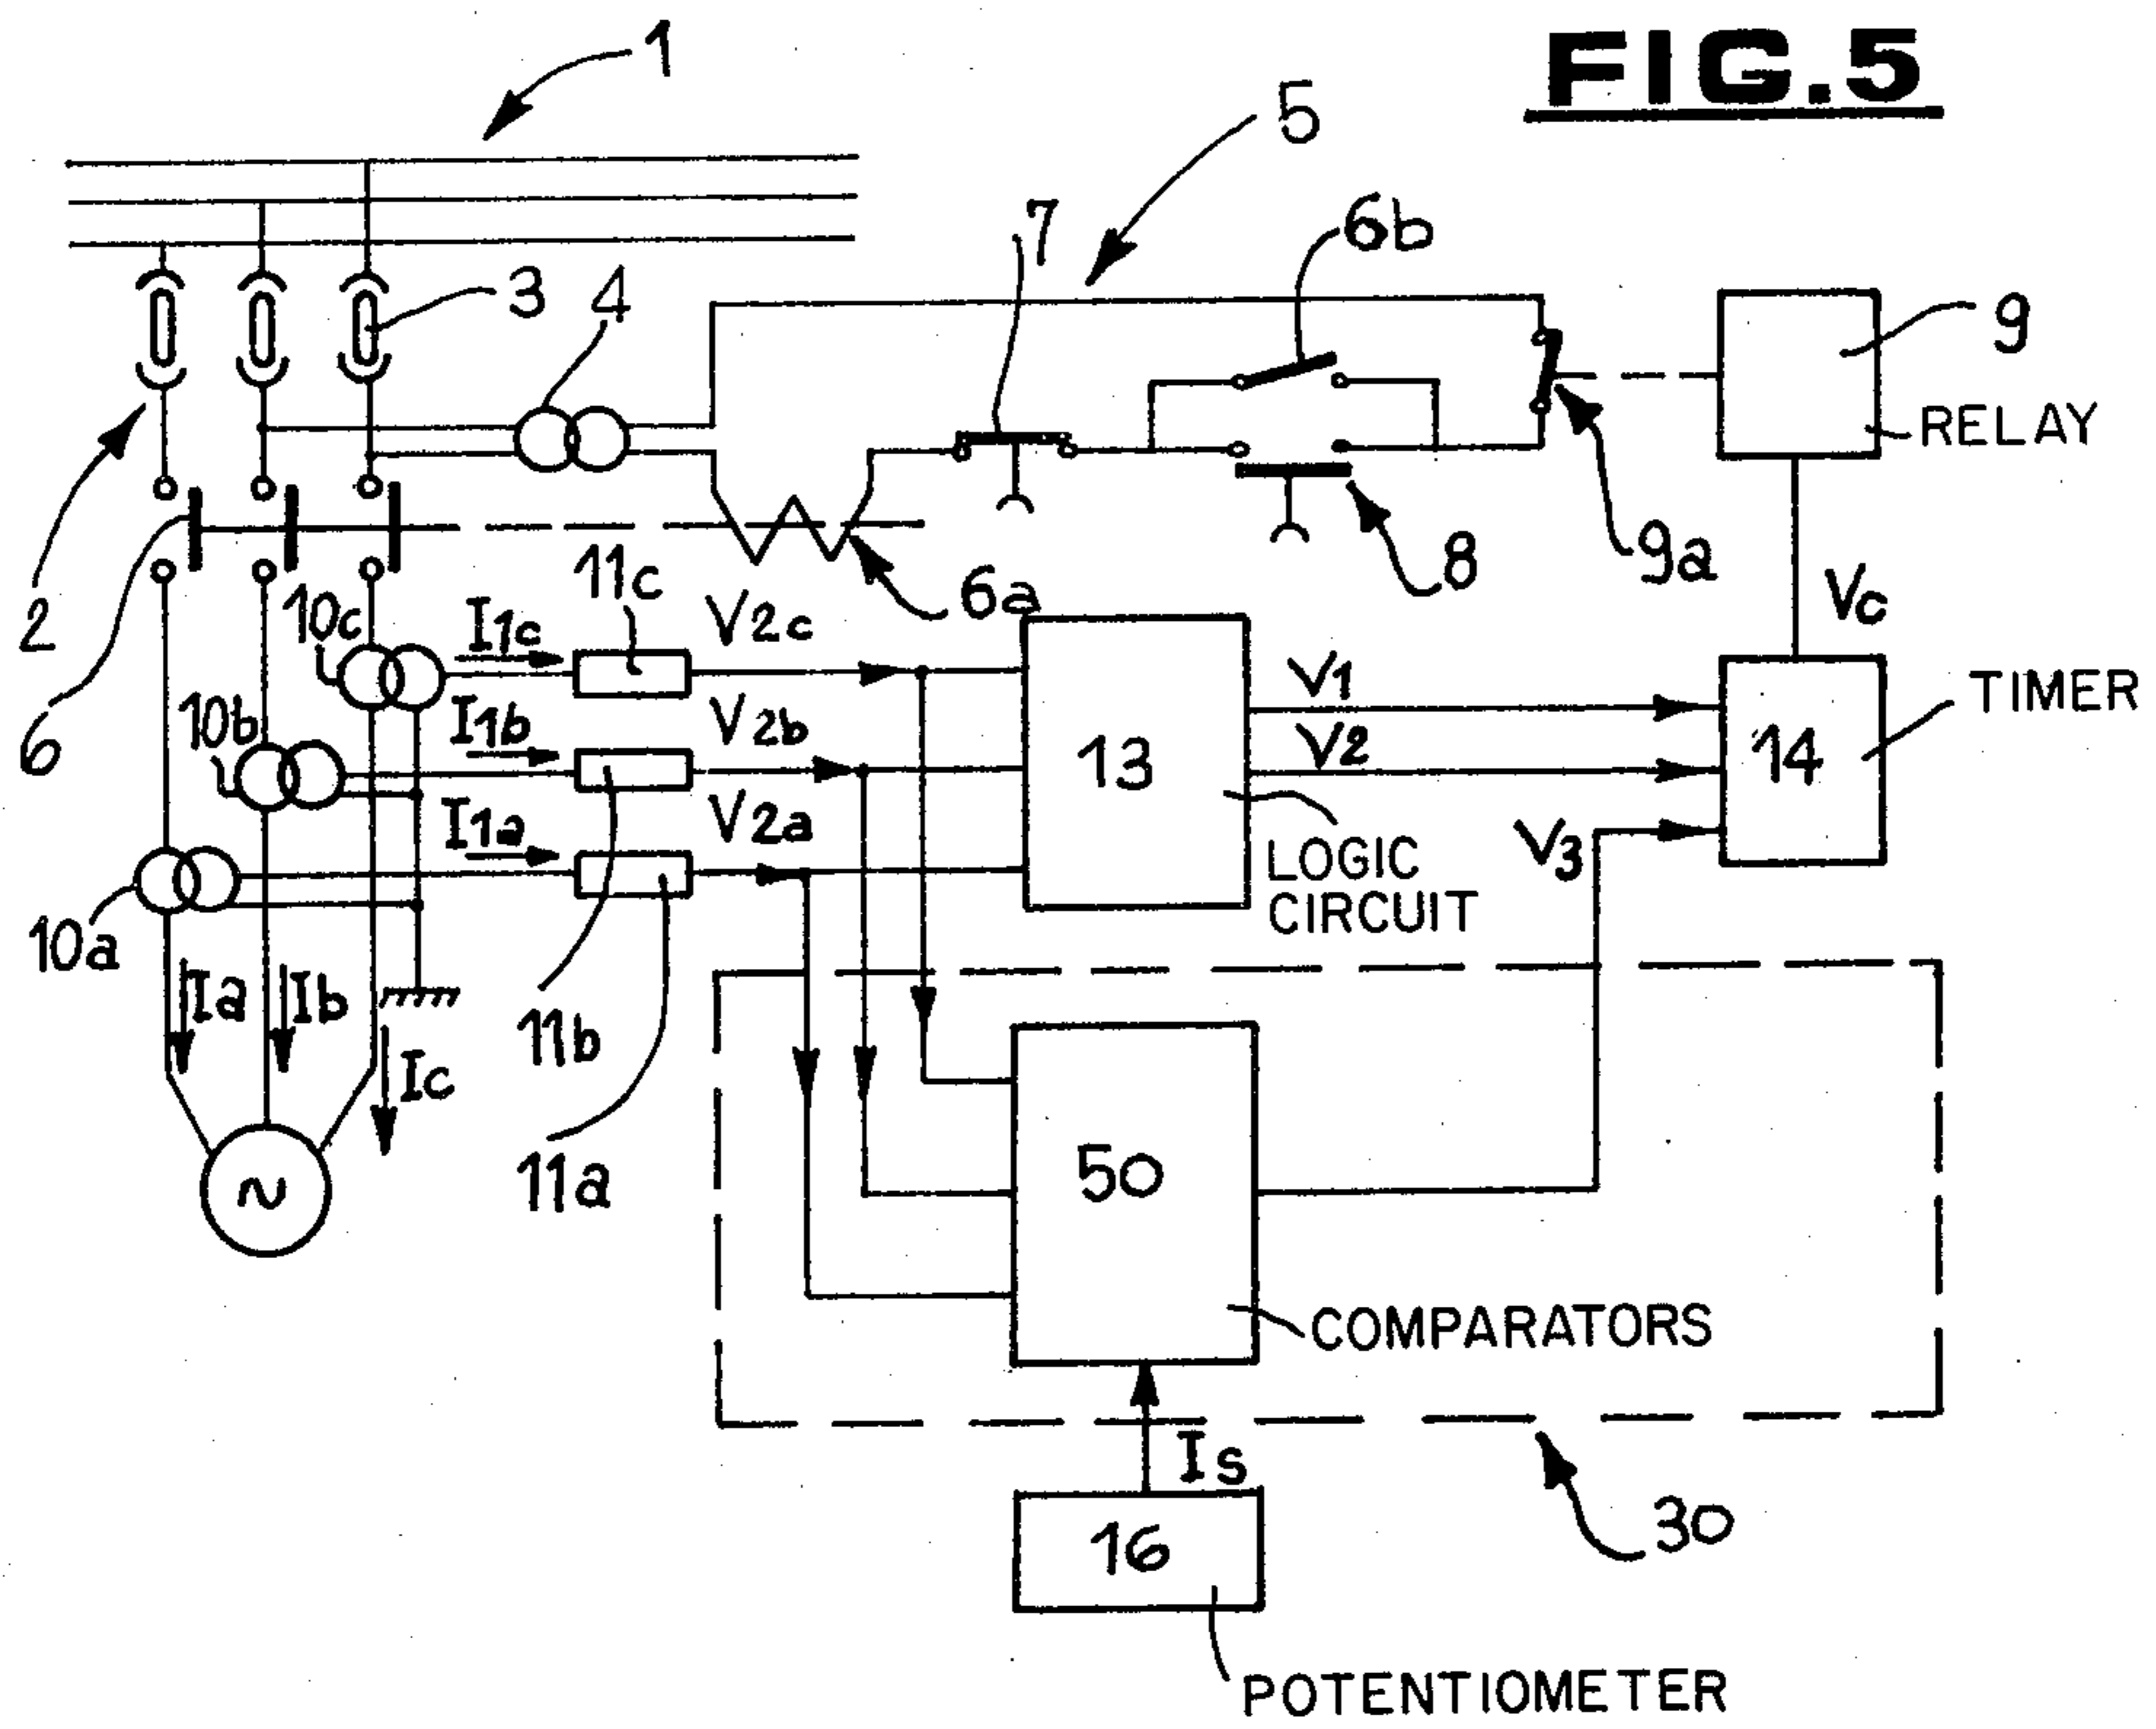 FIG.5
1
5
7
6b
3
4
9
RELAY
2
6
11c
6a
8
9a
10c
I1c
V2c
Vc
10b
I1b
V2b
V1
V2
13
14
TIMER
I1a
V2a
V3
LOGIC
CIRCUIT
10a
Ia
Ib
Ic
11b
11a
50
COMPARATORS
Is
30
16
POTENTIOMETER